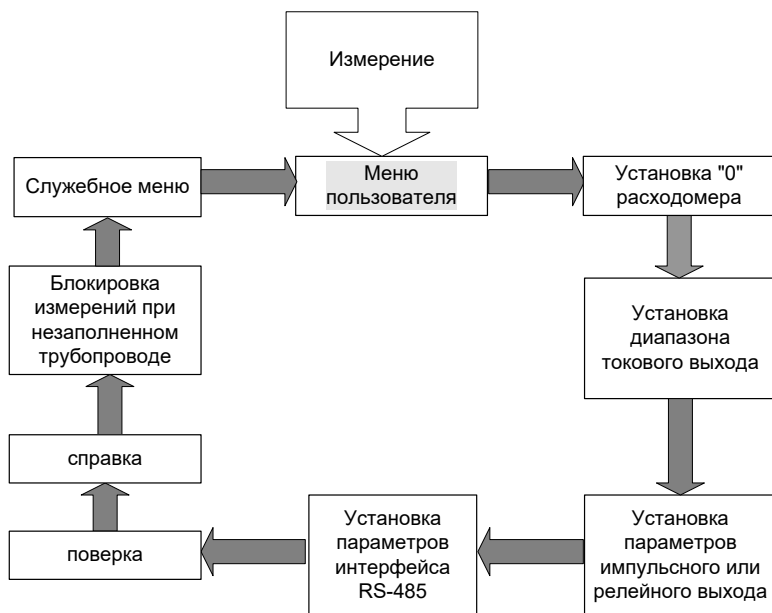 Измерение
Служебное меню
Меню
пользователя
Установка "0"
расходомера
Блокировка
измерений при
незаполненном
трубопроводе
Установка
диапазона
токового выхода
справка
поверка
Установка
параметров
интерфейса
RS-485
Установка
параметров
импульсного или
релейного выхода